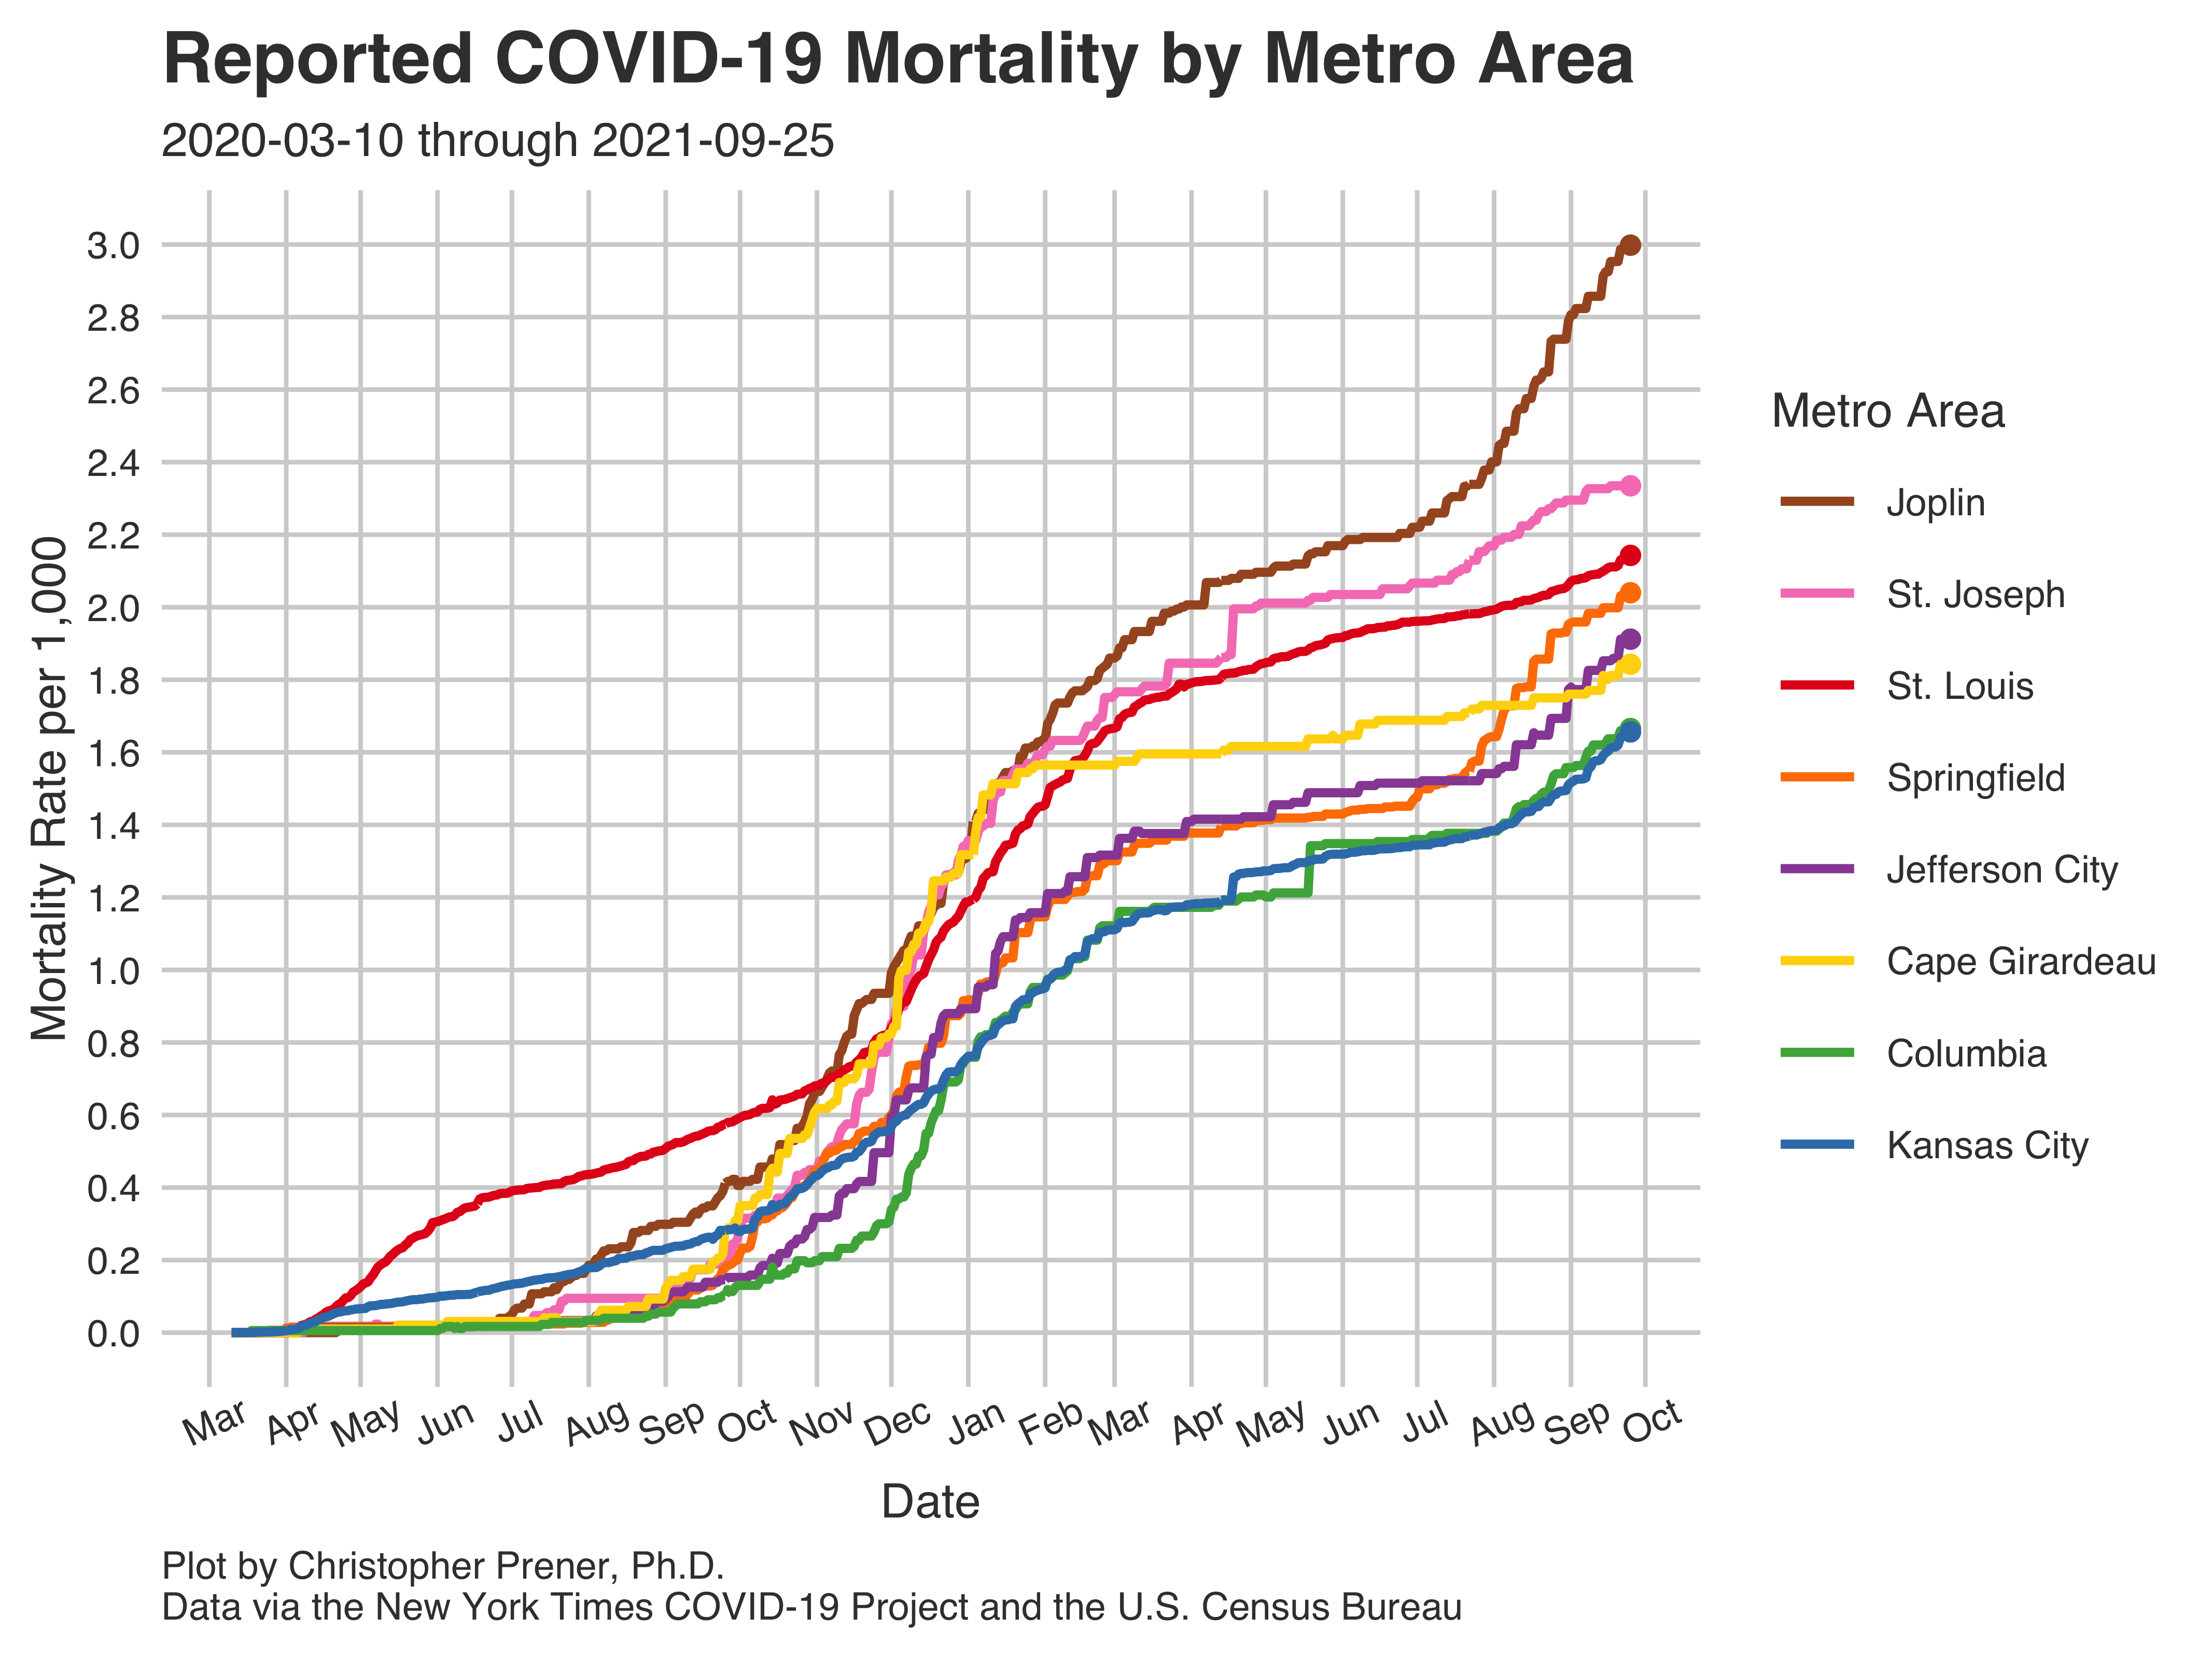 Reported COVID-19 Mortality by Metro Area
2020-03-10 through 2021-09-25
Mortality Rate per 1,000
3.0
2.8
2.6
2.4
2.2
2.0
1.8
1.6
1.4
1.2
1.0
0.8
0.6
0.4
0.2
0.0
Mar
Apr
May
Jun
Jul
Aug
Sep
Oct
Nov
Dec
Jan
Feb
Mar
Apr
May
Jun
Jul
Aug
Sep
Oct
Date
Metro Area
Joplin
St. Joseph
St. Louis
Springfield
Jefferson City
Cape Girardeau
Columbia
Kansas City
Plot by Christopher Prener, Ph.D.
Data via the New York Times COVID-19 Project and the U.S. Census Bureau